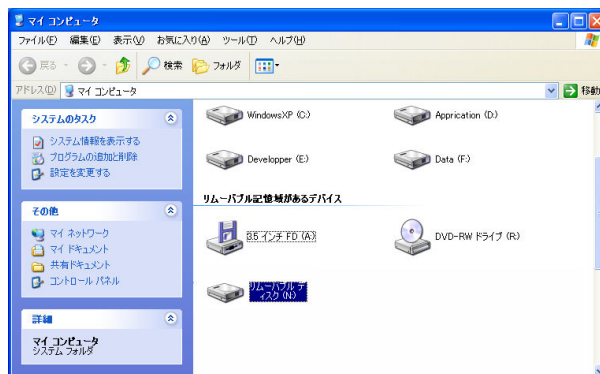 マイ コンピュータ
ファイル(F) 編集(E) 表示(V) お気に入り(A) ツール(T) ヘルプ(H)
戻る 検索 フォルダ
アドレス(D) マイ コンピュータ 移動
システムのタスク
システム情報を表示する
プログラムの追加と削除
設定を変更する
その他
マイ ネットワーク
マイ ドキュメント
共有ドキュメント
コントロール パネル
詳細
マイ コンピュータ
システム フォルダ
WindowsXP (C:) Apprication (D:)
Developper (E:) Data (F:)
リムーバブル記憶域があるデバイス
3.5 インチ FD (A:) DVD-RW ドライブ (R:)
リムーバブル デ
ィスク (N:)